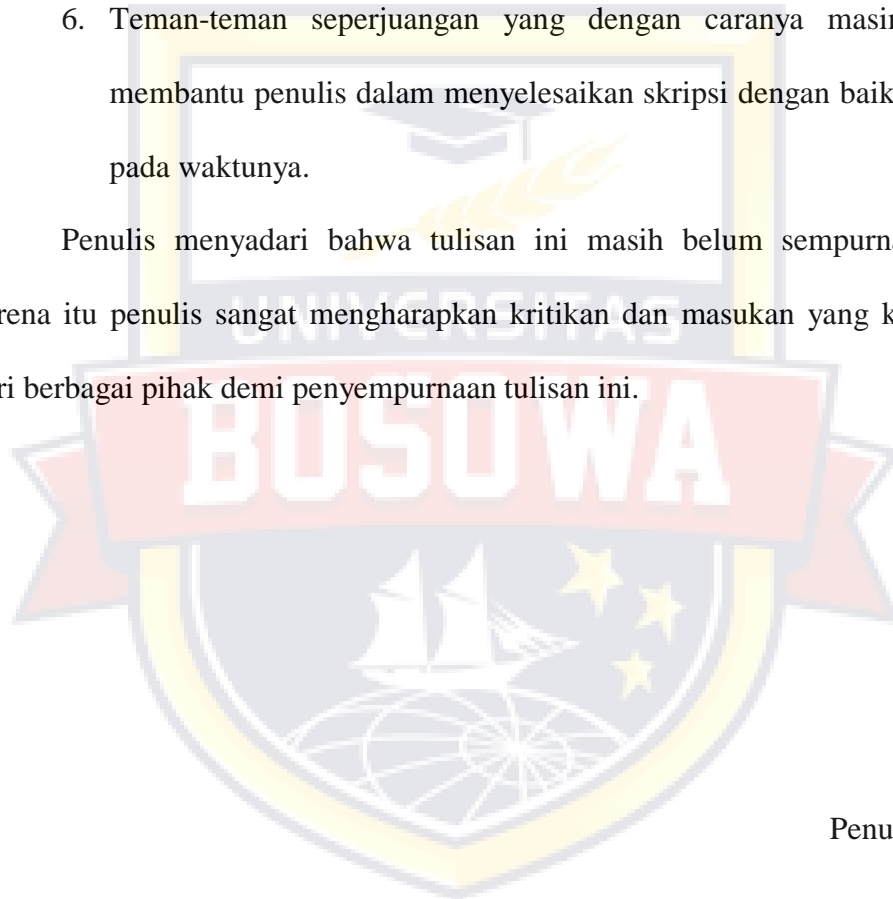 6. Teman-teman seperjuangan yang dengan caranya masin
membantu penulis dalam menyelesaikan skripsi dengan baik
pada waktunya.
Penulis menyadari bahwa tulisan ini masih belum sempurna
rena itu penulis sangat mengharapkan kritikan dan masukan yang k
ri berbagai pihak demi penyempurnaan tulisan ini.
UNIVERSITAS
BOSOWA
Penu